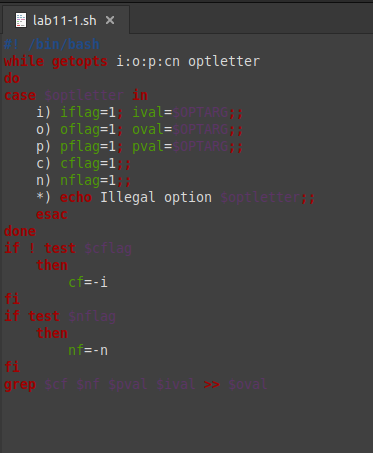 lab11-1.sh ×
#! /bin/bash
while getopts i:o:p:cn optletter
do
case $optletter in
    i) iflag=1; ival=$OPTARG;;
    o) oflag=1; oval=$OPTARG;;
    p) pflag=1; pval=$OPTARG;;
    c) cflag=1;;
    n) nflag=1;;
    *) echo Illegal option $optletter;;
    esac
done
if ! test $cflag
    then
        cf=-i
fi
if test $nflag
    then
        nf=-n
fi
grep $cf $nf $pval $ival >> $oval